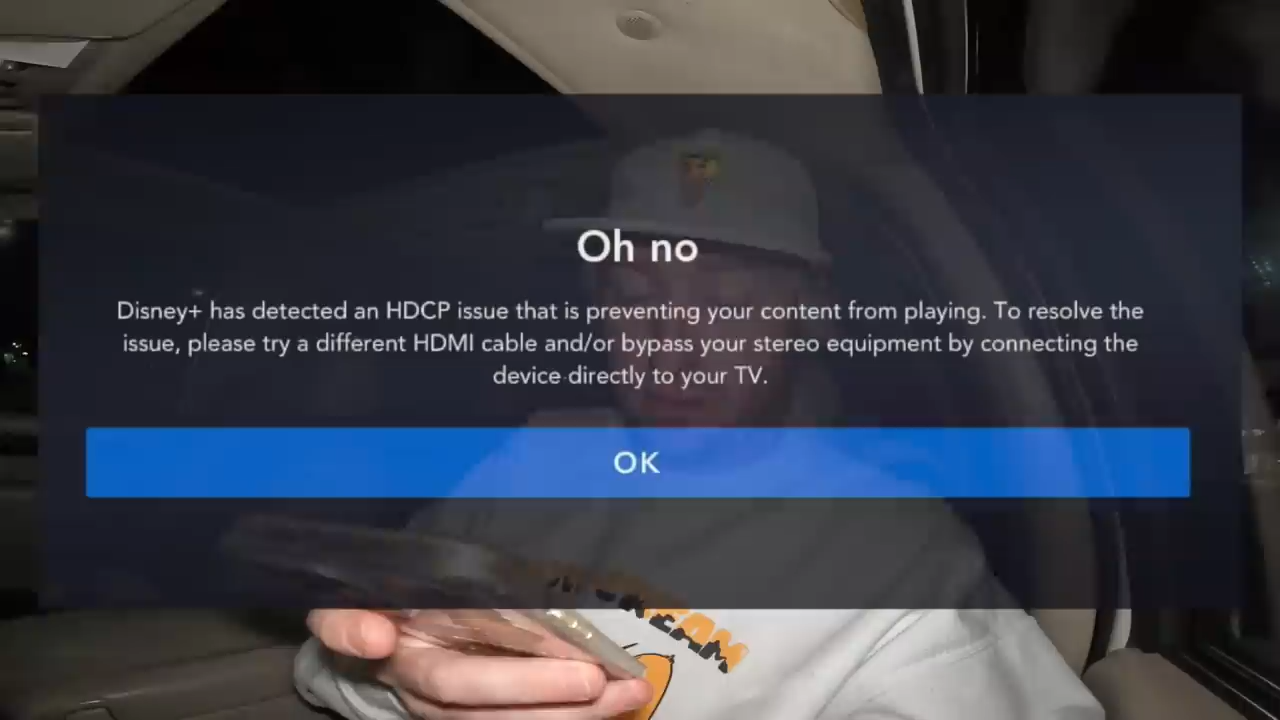 Oh no
Disney+ has detected an HDCP issue that is preventing your content from playing. To resolve the
issue, please try a different HDMI cable and/or bypass your stereo equipment by connecting the
device directly to your TV.
OK